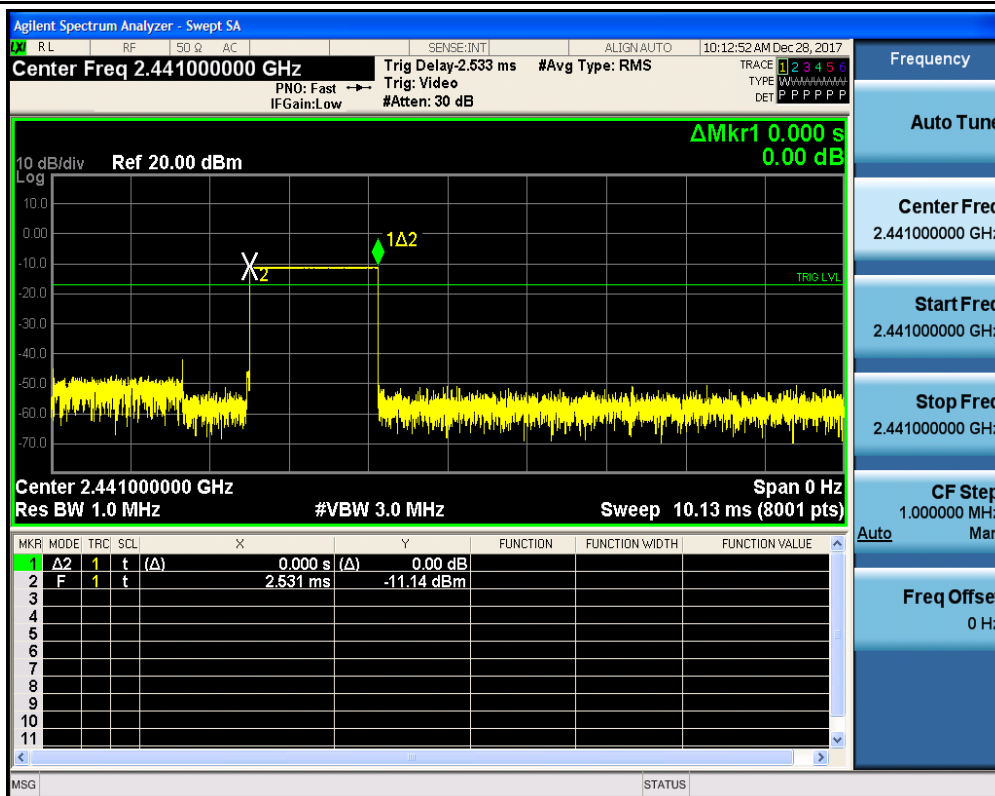 Agilent Spectrum Analyzer - Swept SA
LXI RL RF 50 Ω AC SENSE:INT ALIGN AUTO 10:12:52 AM Dec 28, 2017
Center Freq 2.441000000 GHz
PNO: Fast
IFGain:Low
Trig Delay-2.533 ms
Trig: Video
#Atten: 30 dB
#Avg Type: RMS
TRACE 1 2 3 4 5 6
TYPE WWWWWW
DET P P P P P P
ΔMkr1 0.000 s
0.00 dB
10 dB/div Ref 20.00 dBm
Log
10.0
0.00
-10.0
-20.0
-30.0
-40.0
-50.0
-60.0
-70.0
1Δ2
2
TRIG LVL
Center 2.441000000 GHz Span 0 Hz
Res BW 1.0 MHz #VBW 3.0 MHz Sweep 10.13 ms (8001 pts)
MKR MODE TRC SCL X Y FUNCTION FUNCTION WIDTH FUNCTION VALUE
1 Δ2 1 t (Δ) 0.000 s (Δ) 0.00 dB
2 F 1 t 2.531 ms -11.14 dBm
3
4
5
6
7
8
9
10
11
MSG STATUS
Frequency
Auto Tune
Center Freq
2.441000000 GHz
Start Freq
2.441000000 GHz
Stop Freq
2.441000000 GHz
CF Step
1.000000 MHz
Auto Man
Freq Offset
0 Hz